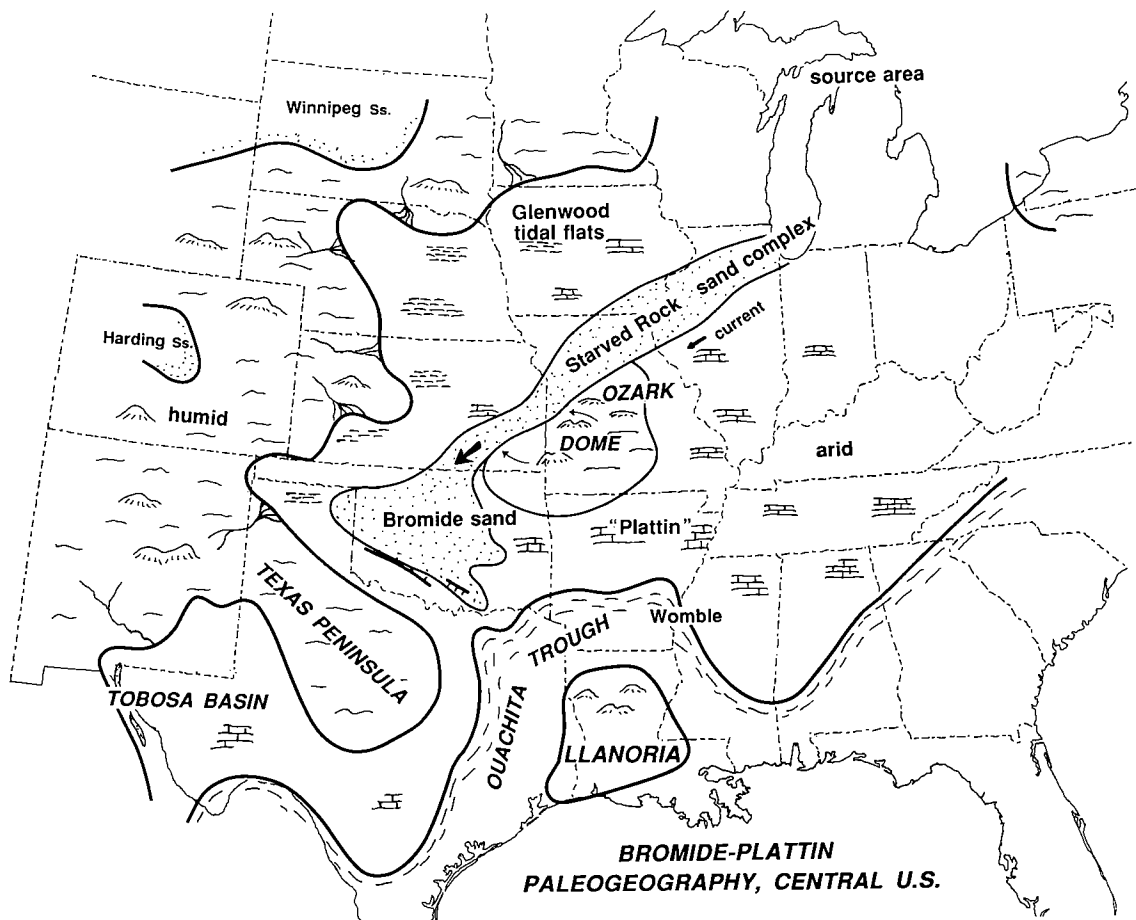 source area
Winnipeg Ss.
Glenwood
tidal flats
Starved Rock sand complex
current
Harding Ss.
humid
OZARK
DOME
arid
Bromide sand
"Plattin"
TEXAS PENINSULA
Womble
OUACHITA
TROUGH
TOBOSA BASIN
LLANORIA
BROMIDE-PLATTIN
PALEOGEOGRAPHY, CENTRAL U.S.